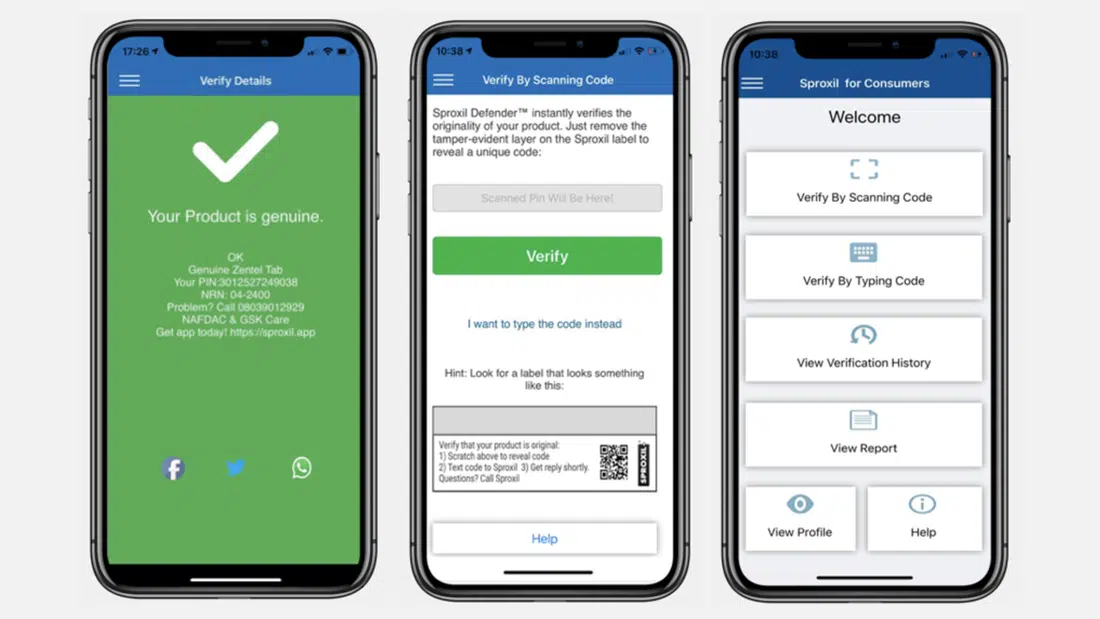 17:26
Verify Details
Your Product is genuine.
OK
Genuine Zentel Tab
Your PIN:3012527249038
NRN: 04-2400
Problem? Call 08039012929
NAFDAC & GSK Care
Get app today! https://sproxil.app
10:38
Verify By Scanning Code
Sproxil Defender™ instantly verifies the
originality of your product. Just remove the
tamper-evident layer on the Sproxil label to
reveal a unique code:
Scanned Pin Will Be Here!
Verify
I want to type the code instead
Hint: Look for a label that looks something
like this:
Verify that your product is original:
1) Scratch above to reveal code
2) Text code to Sproxil 3) Get reply shortly.
Questions? Call Sproxil
SPROXIL
Help
10:38
Sproxil for Consumers
Welcome
Verify By Scanning Code
Verify By Typing Code
View Verification History
View Report
View Profile
Help